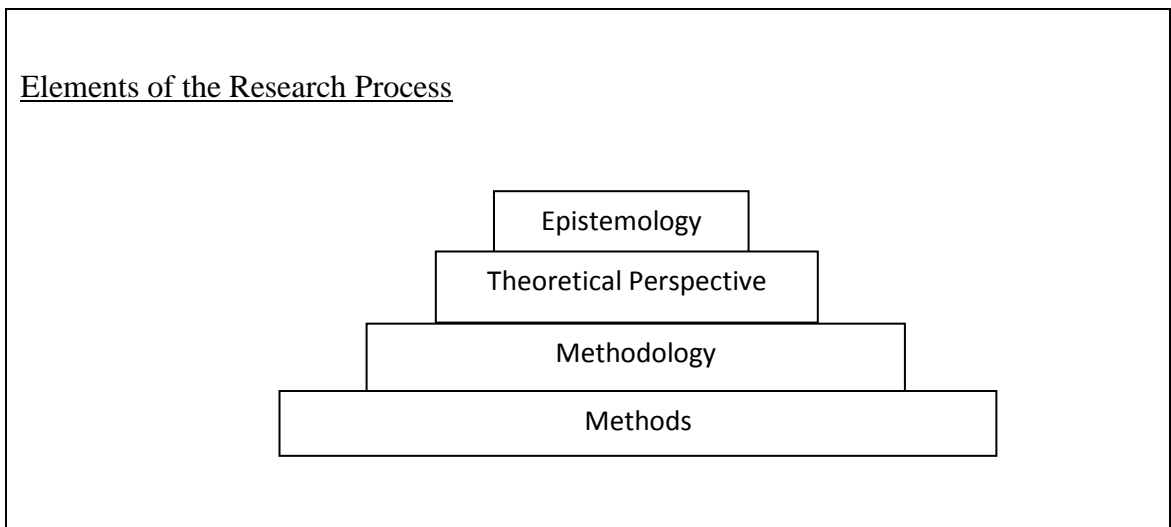 Elements of the Research Process
Epistemology
Theoretical Perspective
Methodology
Methods